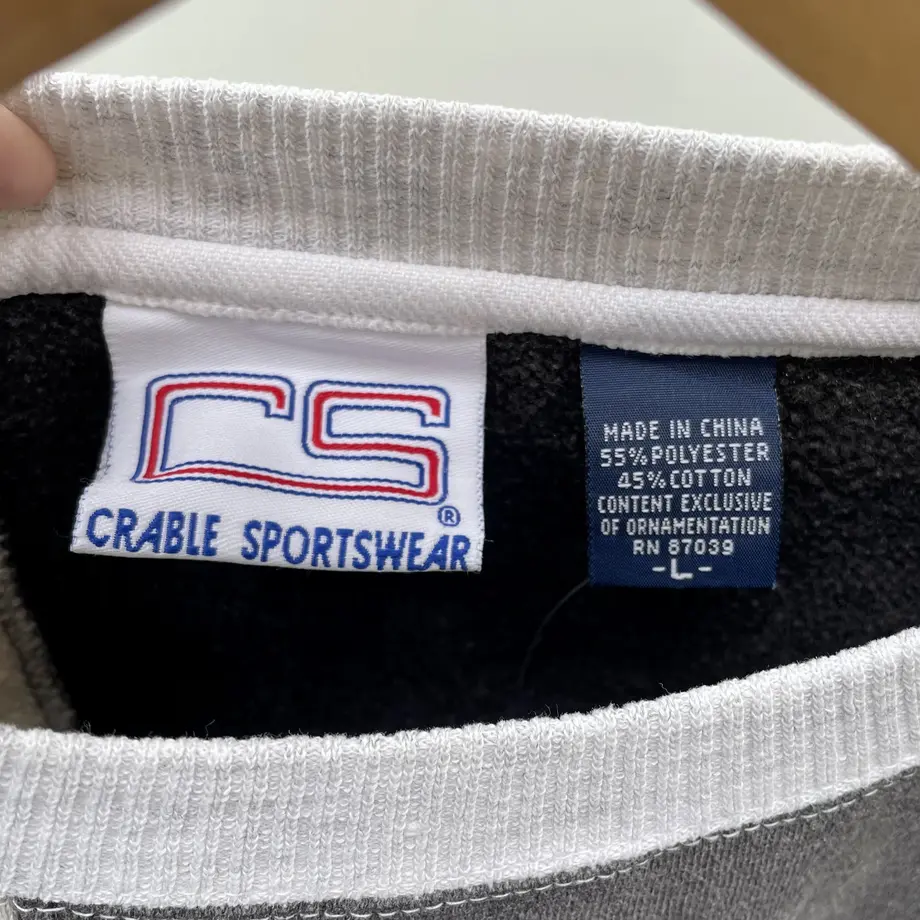 CS
®
CRABLE SPORTSWEAR
MADE IN CHINA
55% POLYESTER
45% COTTON
CONTENT EXCLUSIVE
OF ORNAMENTATION
RN 87039
-L-